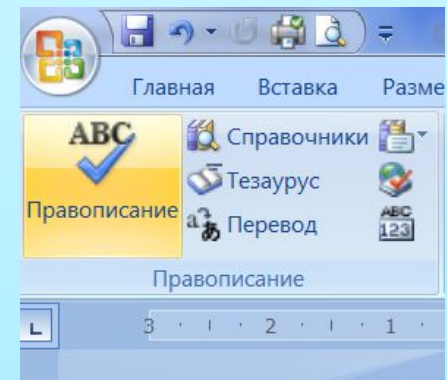 Главная Вставка Разме
ABC Справочники
Тезаурус
Правописание Перевод ABC 123
Правописание
L 3 2 1